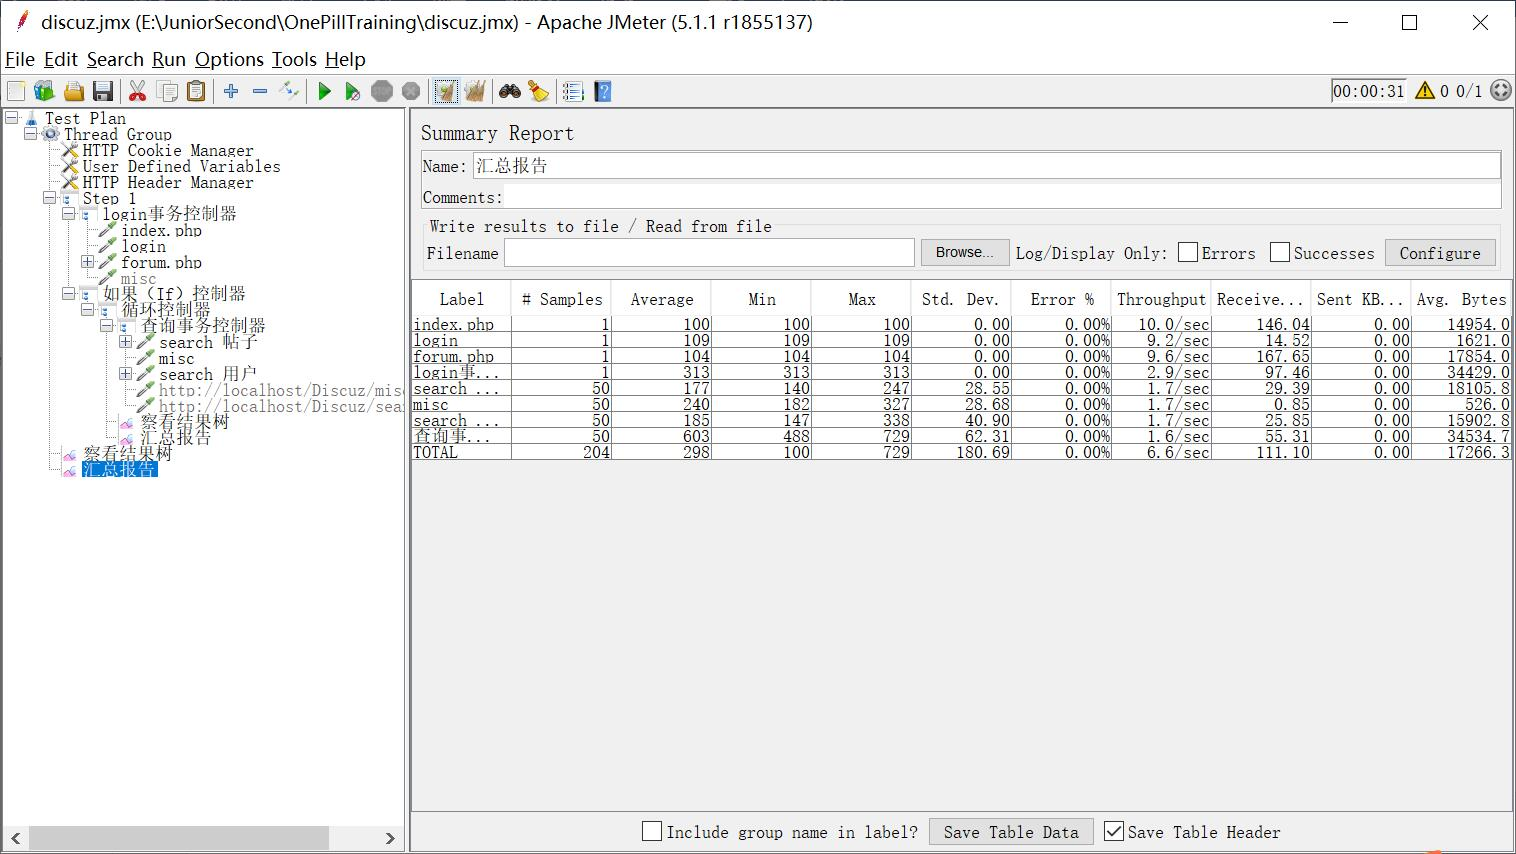 discuz.jmx (E:\JuniorSecond\OnePillTraining\discuz.jmx) - Apache JMeter (5.1.1 r1855137)
File Edit Search Run Options Tools Help
00:00:31 0 0/1
Test Plan
Thread Group
HTTP Cookie Manager
User Defined Variables
HTTP Header Manager
Step 1
login事务控制器
index.php
login
forum.php
misc
如果（If）控制器
循环控制器
查询事务控制器
search 帖子
misc
search 用户
http://localhost/Discuz/misc
http://localhost/Discuz/sea
察看结果树
汇总报告
察看结果树
汇总报告
Summary Report
Name: 汇总报告
Comments:
Write results to file / Read from file
Filename Browse... Log/Display Only: Errors Successes Configure
Label # Samples Average Min Max Std. Dev. Error % Throughput Receive... Sent KB... Avg. Bytes
index.php 1 100 100 100 0.00 0.00% 10.0/sec 146.04 0.00 14954.0
login 1 109 109 109 0.00 0.00% 9.2/sec 14.52 0.00 1621.0
forum.php 1 104 104 104 0.00 0.00% 9.6/sec 167.65 0.00 17854.0
login事... 1 313 313 313 0.00 0.00% 2.9/sec 97.46 0.00 34429.0
search ... 50 177 140 247 28.55 0.00% 1.7/sec 29.39 0.00 18105.8
misc 50 240 182 327 28.68 0.00% 1.7/sec 0.85 0.00 526.0
search ... 50 185 147 338 40.90 0.00% 1.7/sec 25.85 0.00 15902.8
查询事... 50 603 488 729 62.31 0.00% 1.6/sec 55.31 0.00 34534.7
TOTAL 204 298 100 729 180.69 0.00% 6.6/sec 111.10 0.00 17266.3
Include group name in label? Save Table Data Save Table Header